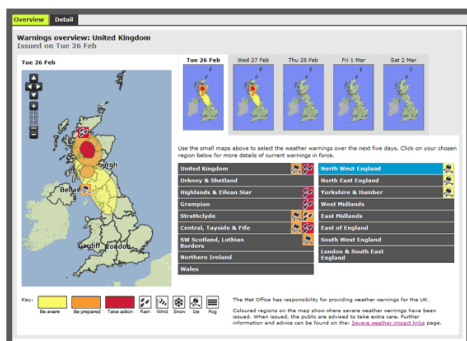 Overview Detail
Warnings overview: United Kingdom
Issued on Tue 26 Feb
Tue 26 Feb
Tue 26 Feb Wed 27 Feb Thu 28 Feb Fri 1 Mar Sat 2 Mar
Use the small maps above to select the weather warnings over the next five days. Click on your chosen
region below for more details of current warnings in force.
United Kingdom
Orkney & Shetland
Highlands & Eilean Siar
Grampian
Strathclyde
Central, Tayside & Fife
SW Scotland, Lothian
Borders
Northern Ireland
Wales
North West England
North East England
Yorkshire & Humber
West Midlands
East Midlands
East of England
South West England
London & South East
England
Cardiff London
Key:
Be aware Be prepared Take action Rain Wind Snow Ice Fog
The Met Office has responsibility for providing weather warnings for the UK.
Coloured regions on the map show where severe weather warnings have been
issued. When issued, the public are advised to take extra care. Further
information and advice can be found on the: Severe weather impact links page.